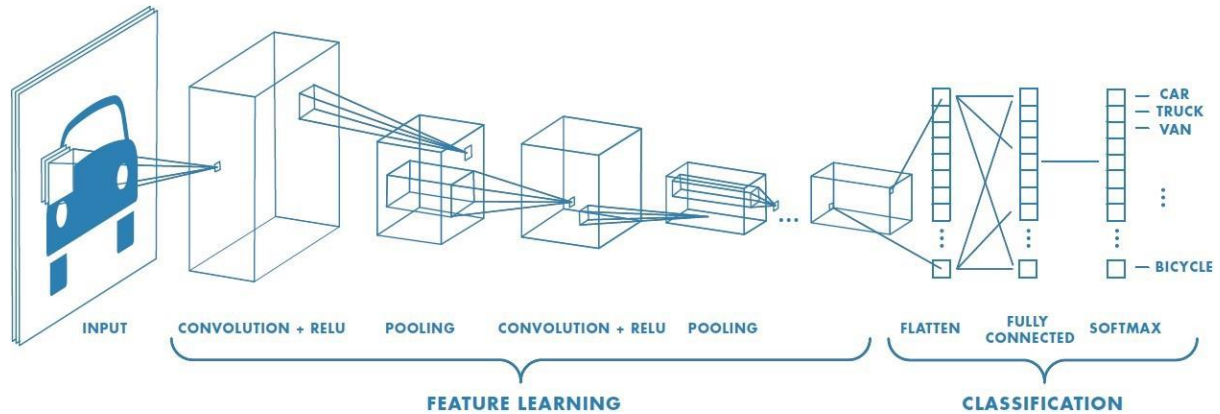 CAR
TRUCK
VAN
BICYCLE
INPUT
CONVOLUTION + RELU
POOLING
CONVOLUTION + RELU
POOLING
FLATTEN
FULLY
CONNECTED
SOFTMAX
FEATURE LEARNING
CLASSIFICATION